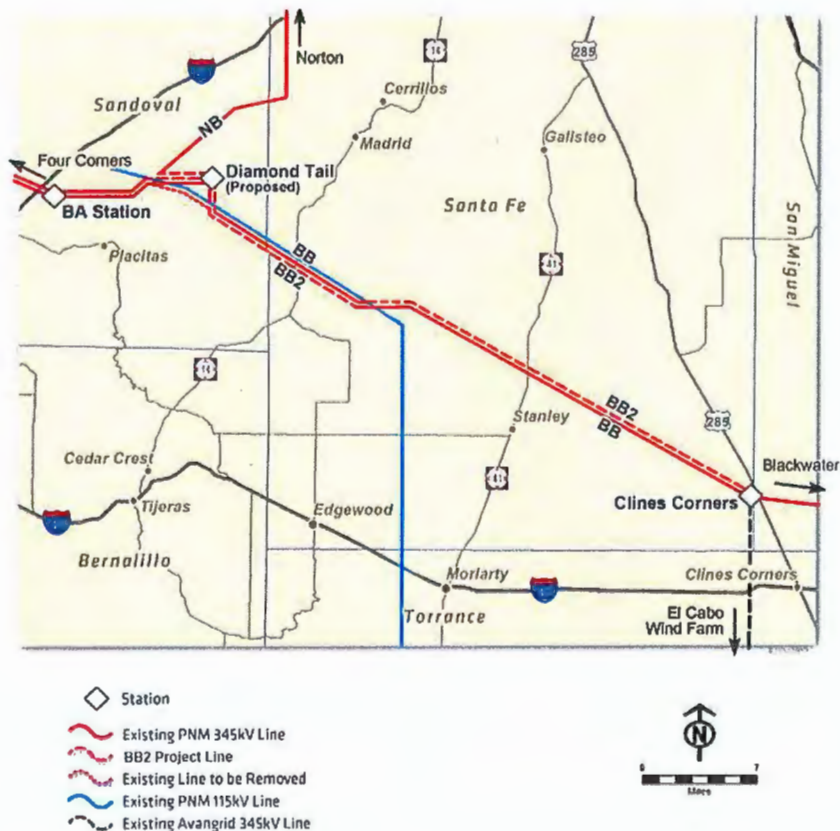 Norton
14
285
Sandoval
Cerrillos
NB
Madrid
Galisteo
Four Corners
Diamond Tail
(Proposed)
BA Station
Santa Fe
San Miguel
Placitas
BB
BB2
41
14
Stanley
BB2
BB
285
Cedar Crest
Blackwater
41
Clines Corners
Tijeras
Edgewood
Bernalillo
Moriarty
Clines Corners
Torrance
El Cabo
Wind Farm
Station
Existing PNM 345kV Line
BB2 Project Line
Existing Line to be Removed
Existing PNM 115kV Line
Existing Avangrid 345kV Line
N
0 7
Miles